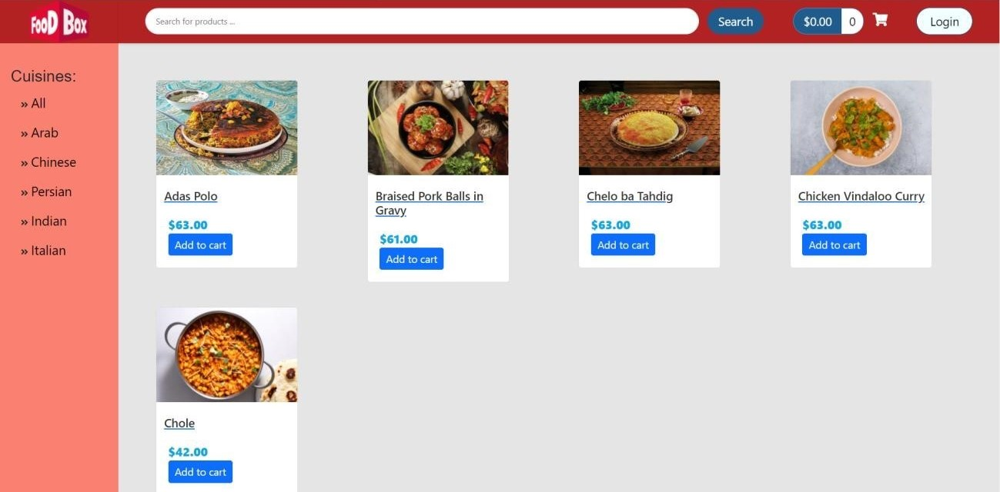 FooD Box
Search for products ...
Search
$0.00 0
Login
Cuisines:
» All
» Arab
» Chinese
» Persian
» Indian
» Italian
Adas Polo
$63.00
Add to cart
Braised Pork Balls in
Gravy
$61.00
Add to cart
Chelo ba Tahdig
$63.00
Add to cart
Chicken Vindaloo Curry
$63.00
Add to cart
Chole
$42.00
Add to cart